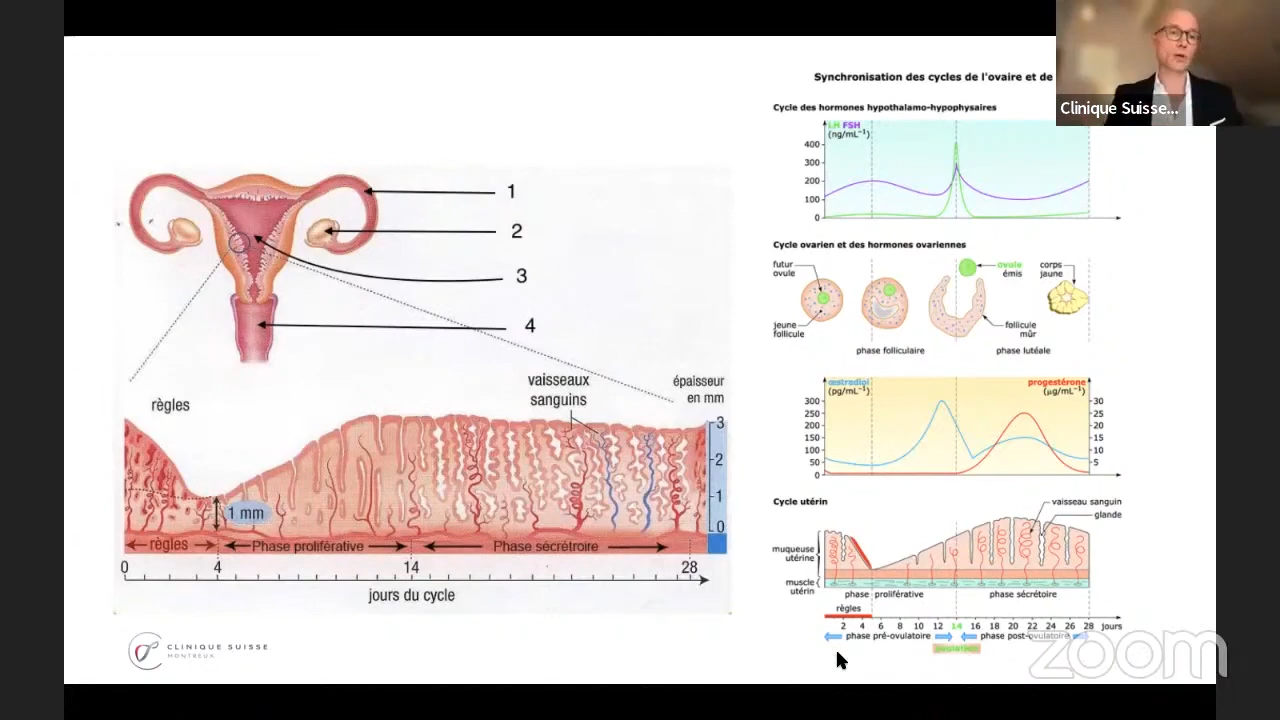 Synchronisation des cycles de l'ovaire et de
Clinique Suisse...
Cycle des hormones hypothalamo-hypophysaires
LH FSH
(ng/mL⁻¹)
400
300
200
100
0
1
2
3
4
Cycle ovarien et des hormones ovariennes
futur
ovule
ovule
émis
corps
jaune
jeune
follicule
follicule
mûr
phase folliculaire
phase lutéale
œstradiol
(pg/mL⁻¹)
progestérone
(µg/mL⁻¹)
300
250
200
150
100
50
0
30
25
20
15
10
5
règles
vaisseaux
sanguins
épaisseur
en mm
3
2
1
0
1 mm
règles
Phase proliférative
Phase sécrétroire
0 4 14 28
jours du cycle
Cycle utérin
vaisseau sanguin
glande
muqueuse
utérine
muscle
utérin
phase proliférative
phase sécrétoire
règles
2 4 6 8 10 12 14 16 18 20 22 24 26 28 jours
phase pré-ovulatoire
phase post-ovulatoire
ovulation
CLINIQUE SUISSE
MONTREUX
zoom